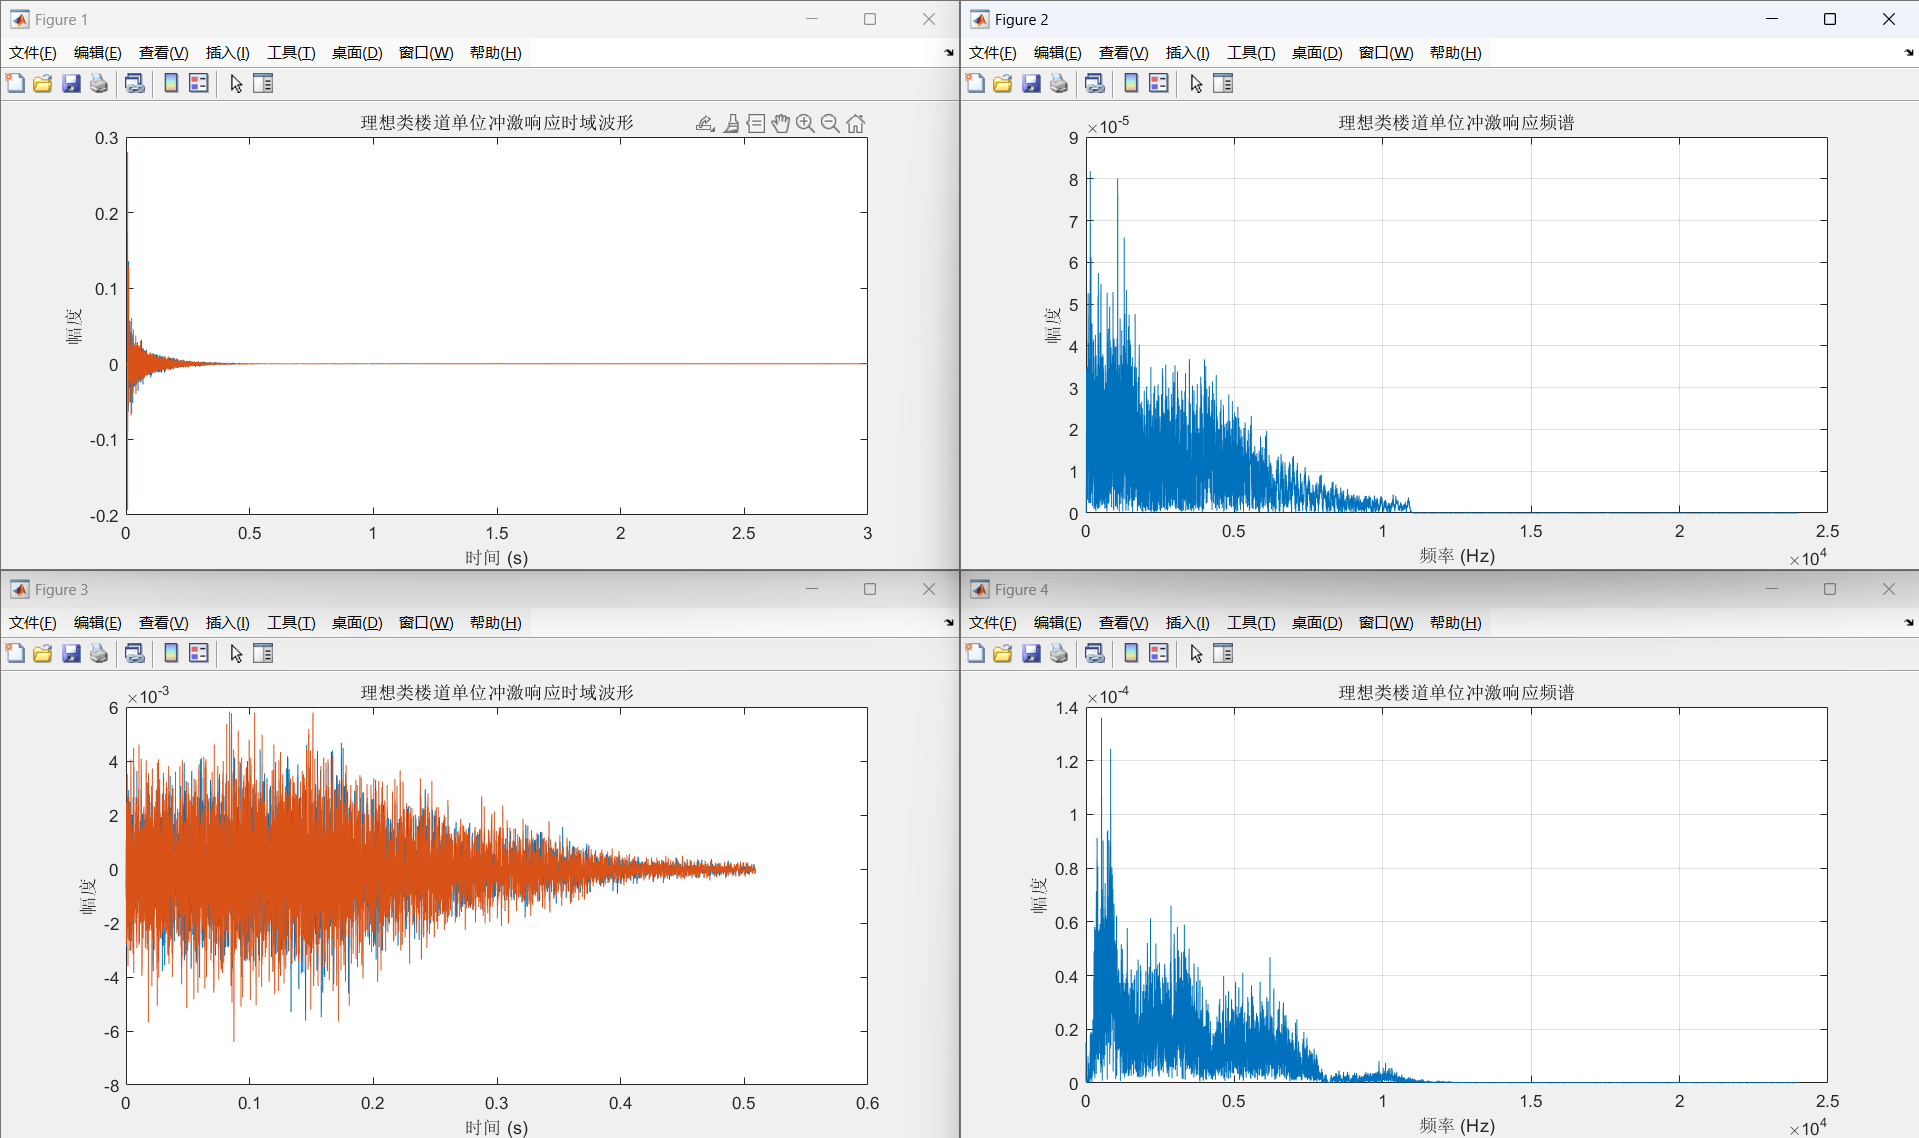 Figure 1
文件(F) 编辑(E) 查看(V) 插入(I) 工具(T) 桌面(D) 窗口(W) 帮助(H)
理想类楼道单位冲激响应时域波形
0.3
0.2
0.1
0
-0.1
-0.2
幅度
0 0.5 1 1.5 2 2.5 3
时间 (s)
Figure 2
文件(F) 编辑(E) 查看(V) 插入(I) 工具(T) 桌面(D) 窗口(W) 帮助(H)
×10-5
理想类楼道单位冲激响应频谱
9
8
7
6
5
4
3
2
1
0
幅度
0 0.5 1 1.5 2 2.5
频率 (Hz)
×104
Figure 3
文件(F) 编辑(E) 查看(V) 插入(I) 工具(T) 桌面(D) 窗口(W) 帮助(H)
×10-3
理想类楼道单位冲激响应时域波形
6
4
2
0
-2
-4
-6
-8
幅度
0 0.1 0.2 0.3 0.4 0.5 0.6
时间 (s)
Figure 4
文件(F) 编辑(E) 查看(V) 插入(I) 工具(T) 桌面(D) 窗口(W) 帮助(H)
×10-4
理想类楼道单位冲激响应频谱
1.4
1.2
1
0.8
0.6
0.4
0.2
0
幅度
0 0.5 1 1.5 2 2.5
频率 (Hz)
×104